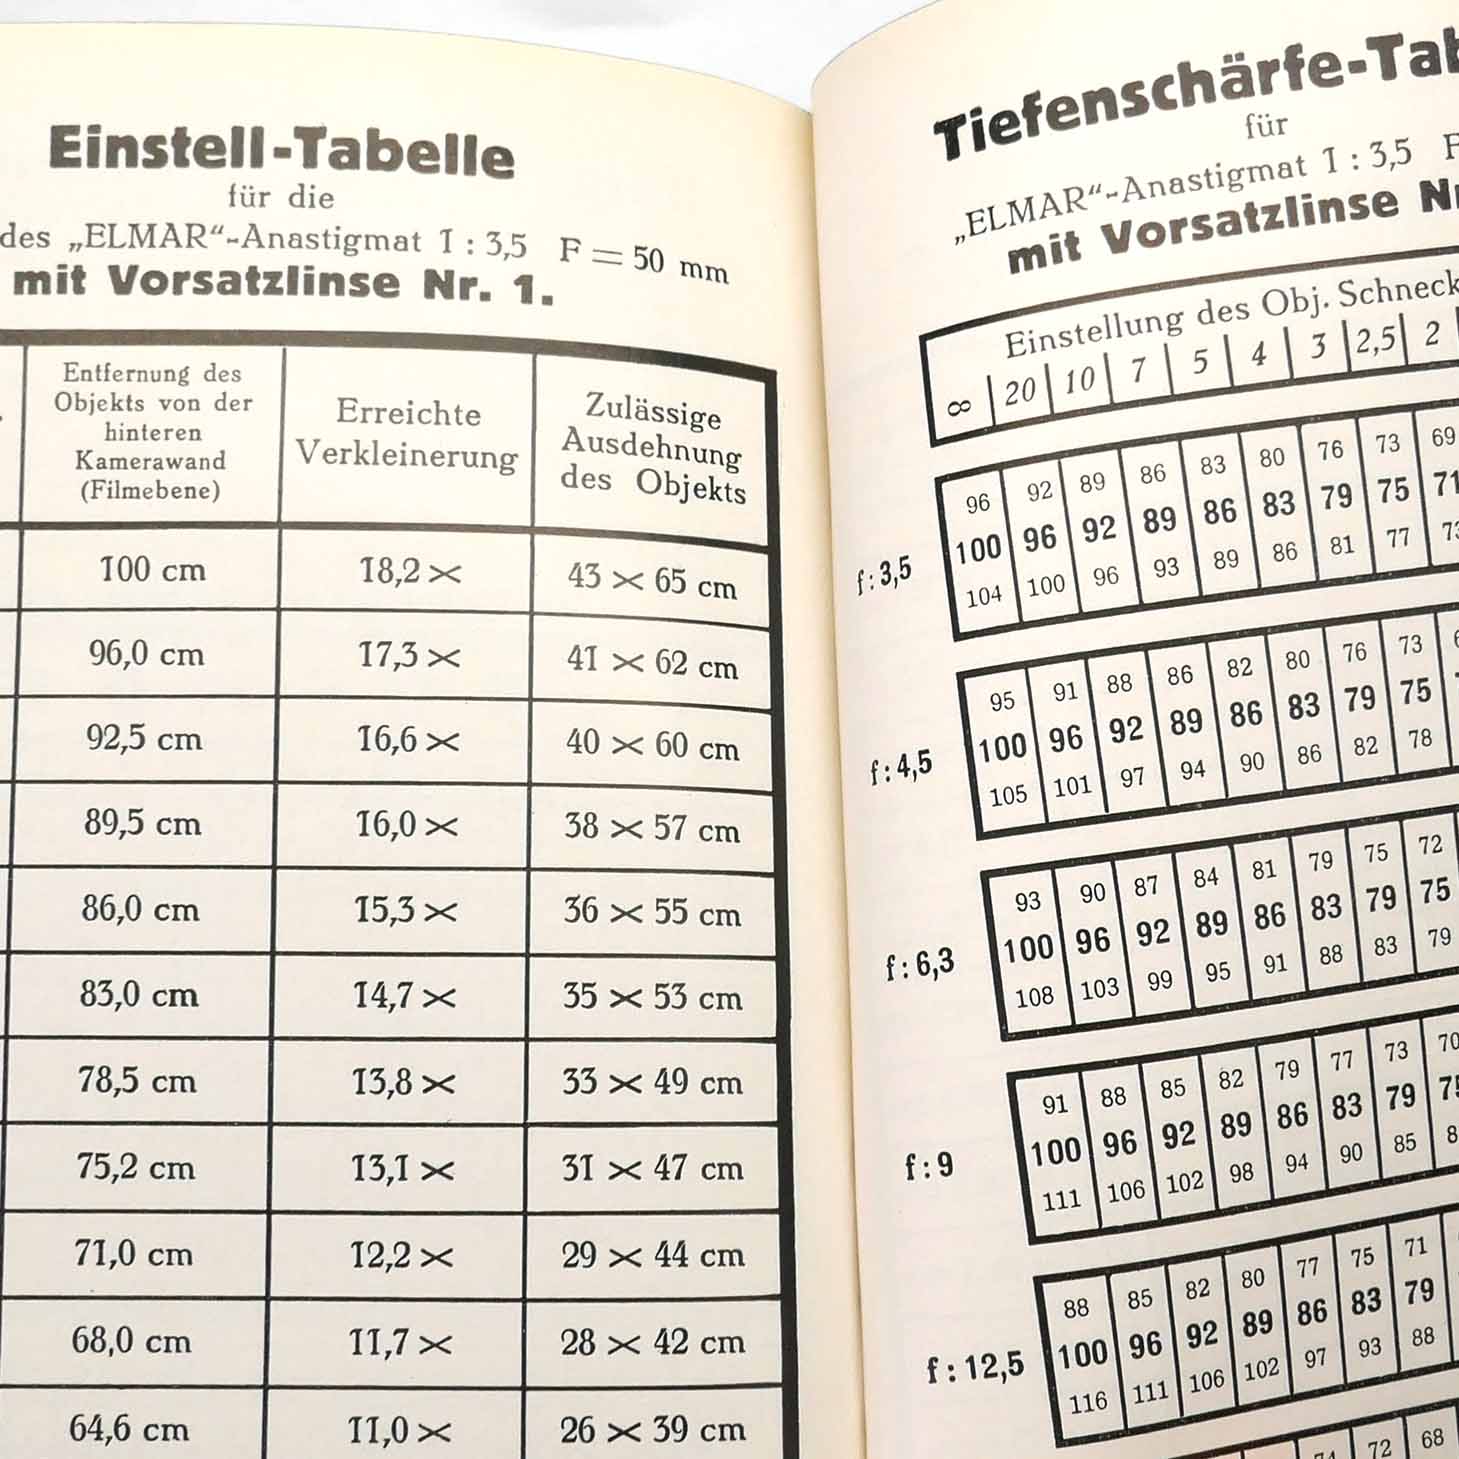 Einstell-Tabelle
für die
des „ELMAR“-Anastigmat 1 : 3,5 F = 50 mm
mit Vorsatzlinse Nr. 1.
Entfernung des
Objekts von der
hinteren
Kamerawand
(Filmebene)
Erreichte
Verkleinerung
Zulässige
Ausdehnung
des Objekts
100 cm 18,2 × 43 × 65 cm
96,0 cm 17,3 × 41 × 62 cm
92,5 cm 16,6 × 40 × 60 cm
89,5 cm 16,0 × 38 × 57 cm
86,0 cm 15,3 × 36 × 55 cm
83,0 cm 14,7 × 35 × 53 cm
78,5 cm 13,8 × 33 × 49 cm
75,2 cm 13,1 × 31 × 47 cm
71,0 cm 12,2 × 29 × 44 cm
68,0 cm 11,7 × 28 × 42 cm
64,6 cm 11,0 × 26 × 39 cm
Tiefenschärfe-Tab
für
„ELMAR“-Anastigmat 1 : 3,5 F
mit Vorsatzlinse Nr
Einstellung des Obj. Schneck
∞ 20 10 7 5 4 3 2,5 2
96 92 89 86 83 80 76 73 69
f : 3,5 100 96 92 89 86 83 79 75 71
104 100 96 93 89 86 81 77 73
95 91 88 86 82 80 76 73
f : 4,5 100 96 92 89 86 83 79 75
105 101 97 94 90 86 82 78
93 90 87 84 81 79 75 72
f : 6,3 100 96 92 89 86 83 79 75
108 103 99 95 91 88 83 79
91 88 85 82 79 77 73 70
f : 9 100 96 92 89 86 83 79 75
111 106 102 98 94 90 85 8
88 85 82 80 77 75 71
f : 12,5 100 96 92 89 86 83 79
116 111 106 102 97 93 88
72 68